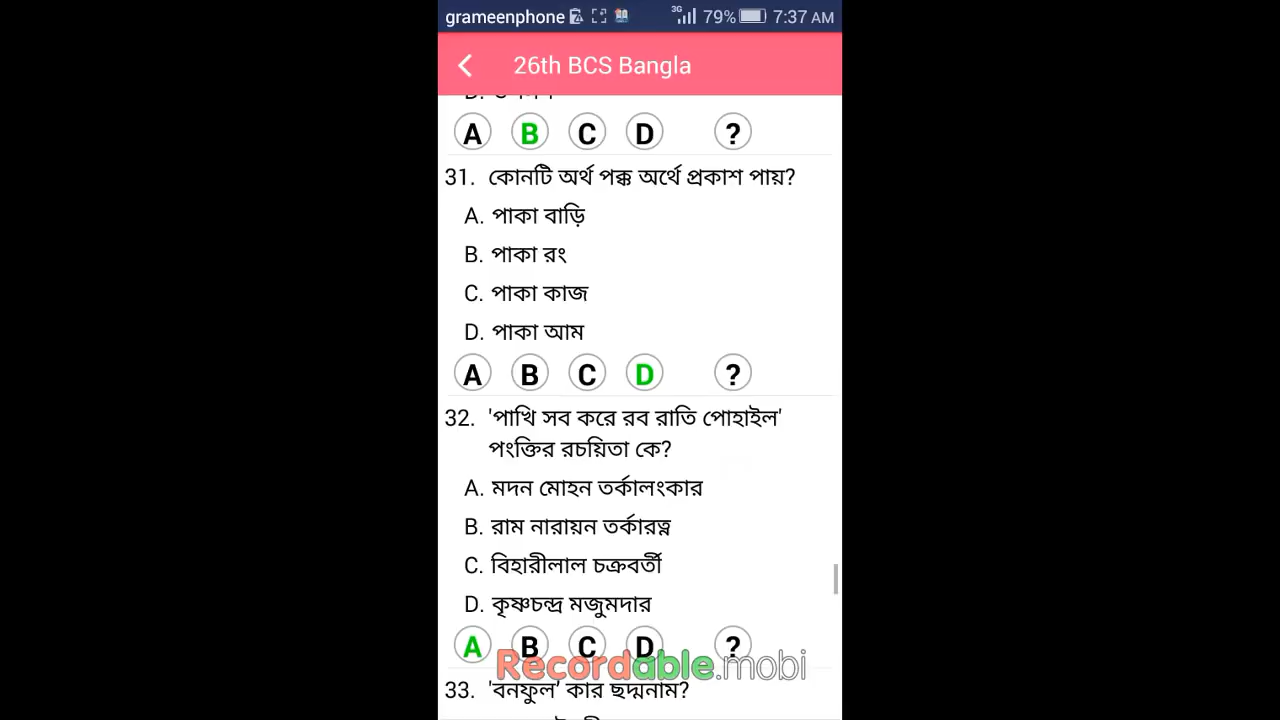 grameenphone 3G 79% 7:37 AM
26th BCS Bangla
A B C D ?
31. কোনটি অর্থ পক্ক অর্থে প্রকাশ পায়?
A. পাকা বাড়ি
B. পাকা রং
C. পাকা কাজ
D. পাকা আম
A B C D ?
32. 'পাখি সব করে রব রাতি পোহাইল'
পংক্তির রচয়িতা কে?
A. মদন মোহন তর্কালংকার
B. রাম নারায়ন তর্কারত্ন
C. বিহারীলাল চক্রবর্তী
D. কৃষ্ণচন্দ্র মজুমদার
A B C D ?
Recordable.mobi
33. 'বনফুল' কার ছদ্মনাম?